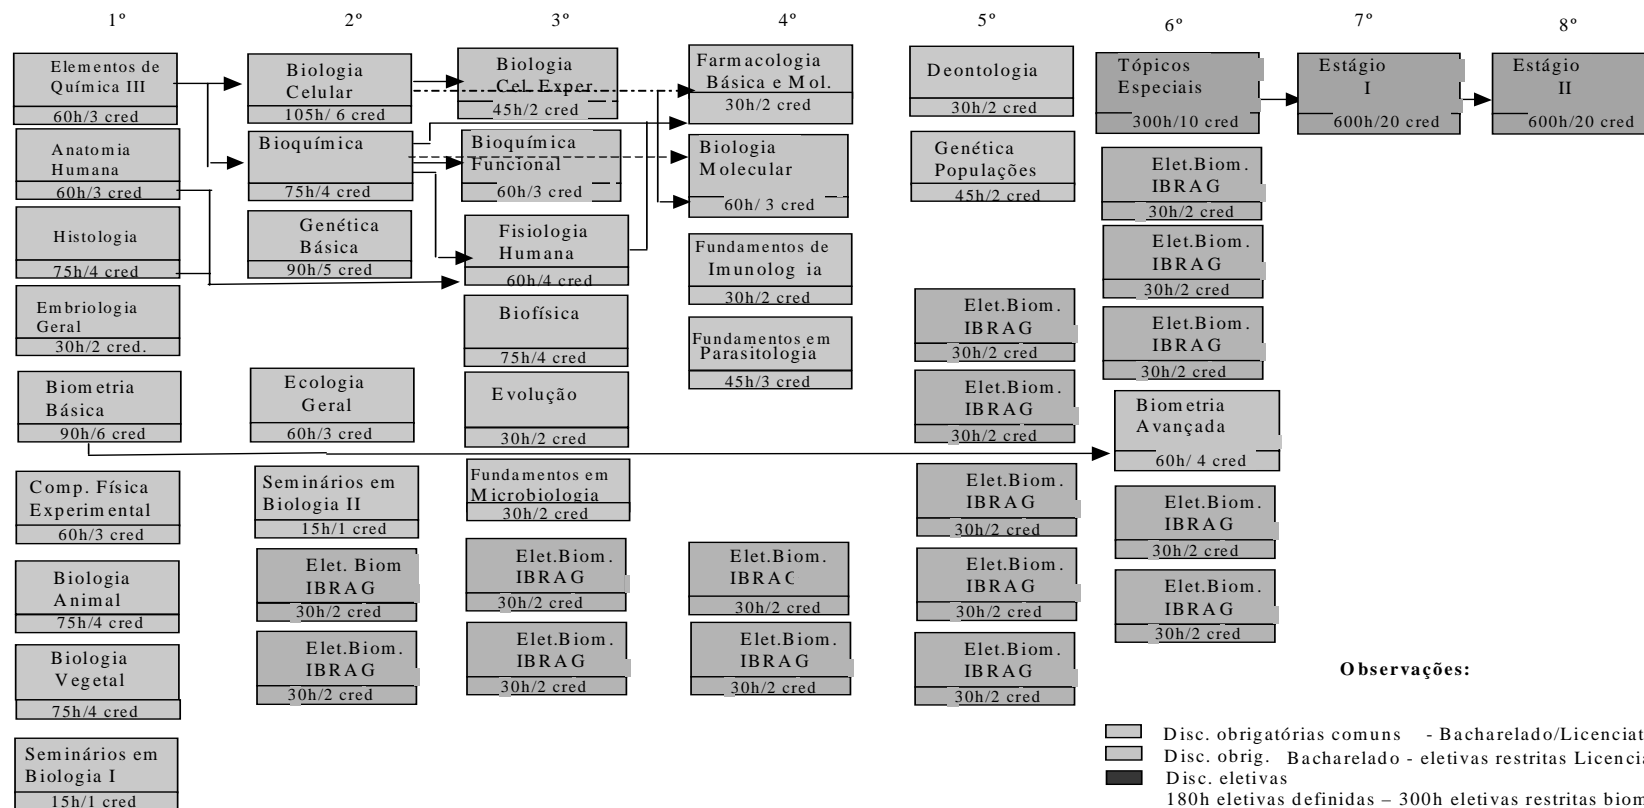 1º
2º
3º
4º
5º
6º
7º
8º
Elementos de
Química III
60h/3 cred
Anatomia
Humana
60h/3 cred
Histologia
75h/4 cred
Embriologia
Geral
30h/2 cred.
Biometria
Básica
90h/6 cred
Comp. Física
Experimental
60h/3 cred
Biologia
Animal
75h/4 cred
Biologia
Vegetal
75h/4 cred
Seminários em
Biologia I
15h/1 cred
Biologia
Celular
105h/ 6 cred
Bioquímica
75h/4 cred
Genética
Básica
90h/5 cred
Ecologia
Geral
60h/3 cred
Seminários em
Biologia II
15h/1 cred
Elet. Biom
IBRAG
30h/2 cred
Elet.Biom.
IBRAG
30h/2 cred
Biologia
Cel. Exper.
45h/2 cred
Bioquímica
Funcional
60h/3 cred
Fisiologia
Humana
60h/4 cred
Biofísica
75h/4 cred
Evolução
30h/2 cred
Fundamentos em
Microbiologia
30h/2 cred
Elet.Biom.
IBRAG
30h/2 cred
Elet.Biom.
IBRAG
30h/2 cred
Farmacologia
Básica e Mol.
30h/2 cred
Biologia
Molecular
60h/ 3 cred
Fundamentos de
Imunolog ia
30h/2 cred
Fundamentos em
Parasitologia
45h/3 cred
Elet.Biom.
IBRAG
30h/2 cred
Elet.Biom.
IBRAG
30h/2 cred
Deontologia
30h/2 cred
Genética
Populações
45h/2 cred
Elet.Biom.
IBRAG
30h/2 cred
Elet.Biom.
IBRAG
30h/2 cred
Elet.Biom.
IBRAG
30h/2 cred
Elet.Biom.
IBRAG
30h/2 cred
Elet.Biom.
IBRAG
30h/2 cred
Tópicos
Especiais
300h/10 cred
Elet.Biom.
IBRAG
30h/2 cred
Elet.Biom.
IBRAG
30h/2 cred
Elet.Biom.
IBRAG
30h/2 cred
Biometria
Avançada
60h/ 4 cred
Elet.Biom.
IBRAG
30h/2 cred
Elet.Biom.
IBRAG
30h/2 cred
Estágio
I
600h/20 cred
Estágio
II
600h/20 cred
Observações:
Disc. obrigatórias comuns - Bacharelado/Licenciat
Disc. obrig. Bacharelado - eletivas restritas Licencia
Disc. eletivas
180h eletivas definidas – 300h eletivas restritas biom